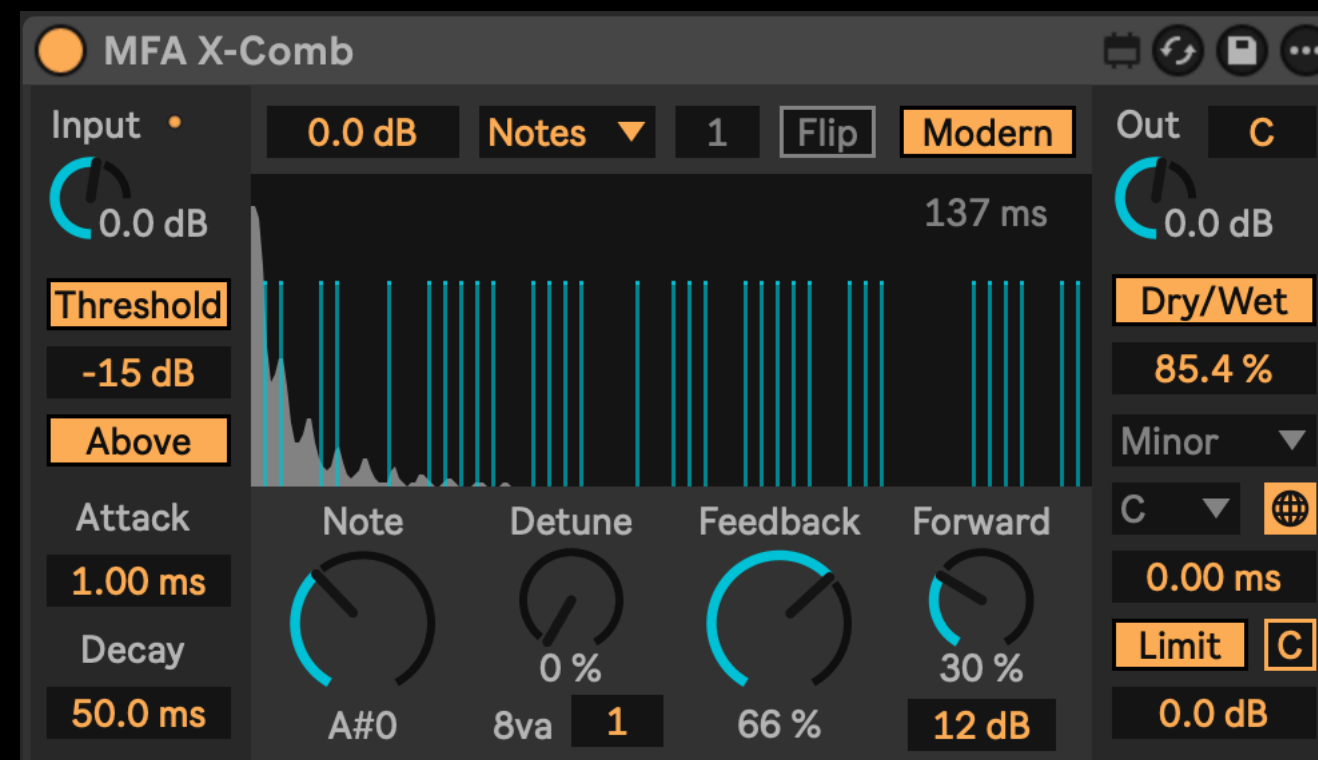 MFA X-Comb
Input
0.0 dB
Threshold
-15 dB
Above
Attack
1.00 ms
Decay
50.0 ms
0.0 dB Notes 1 Flip Modern
137 ms
Note Detune Feedback Forward
0 % 30 %
A#0 8va 1 66 % 12 dB
Out C
0.0 dB
Dry/Wet
85.4 %
Minor
C
0.00 ms
Limit C
0.0 dB